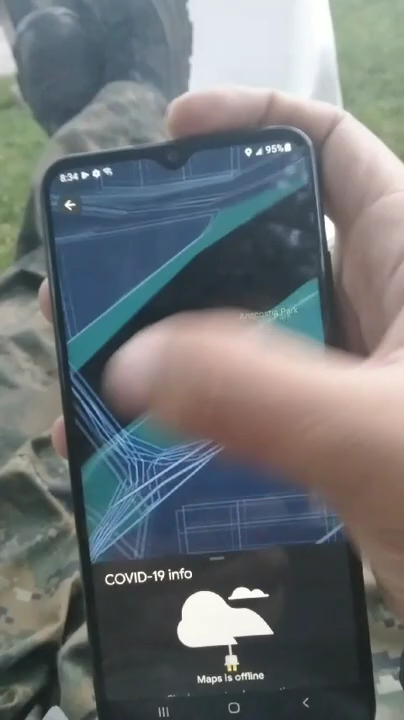 8:34
95%
Anacostia Park
COVID-19 info
Maps is offline